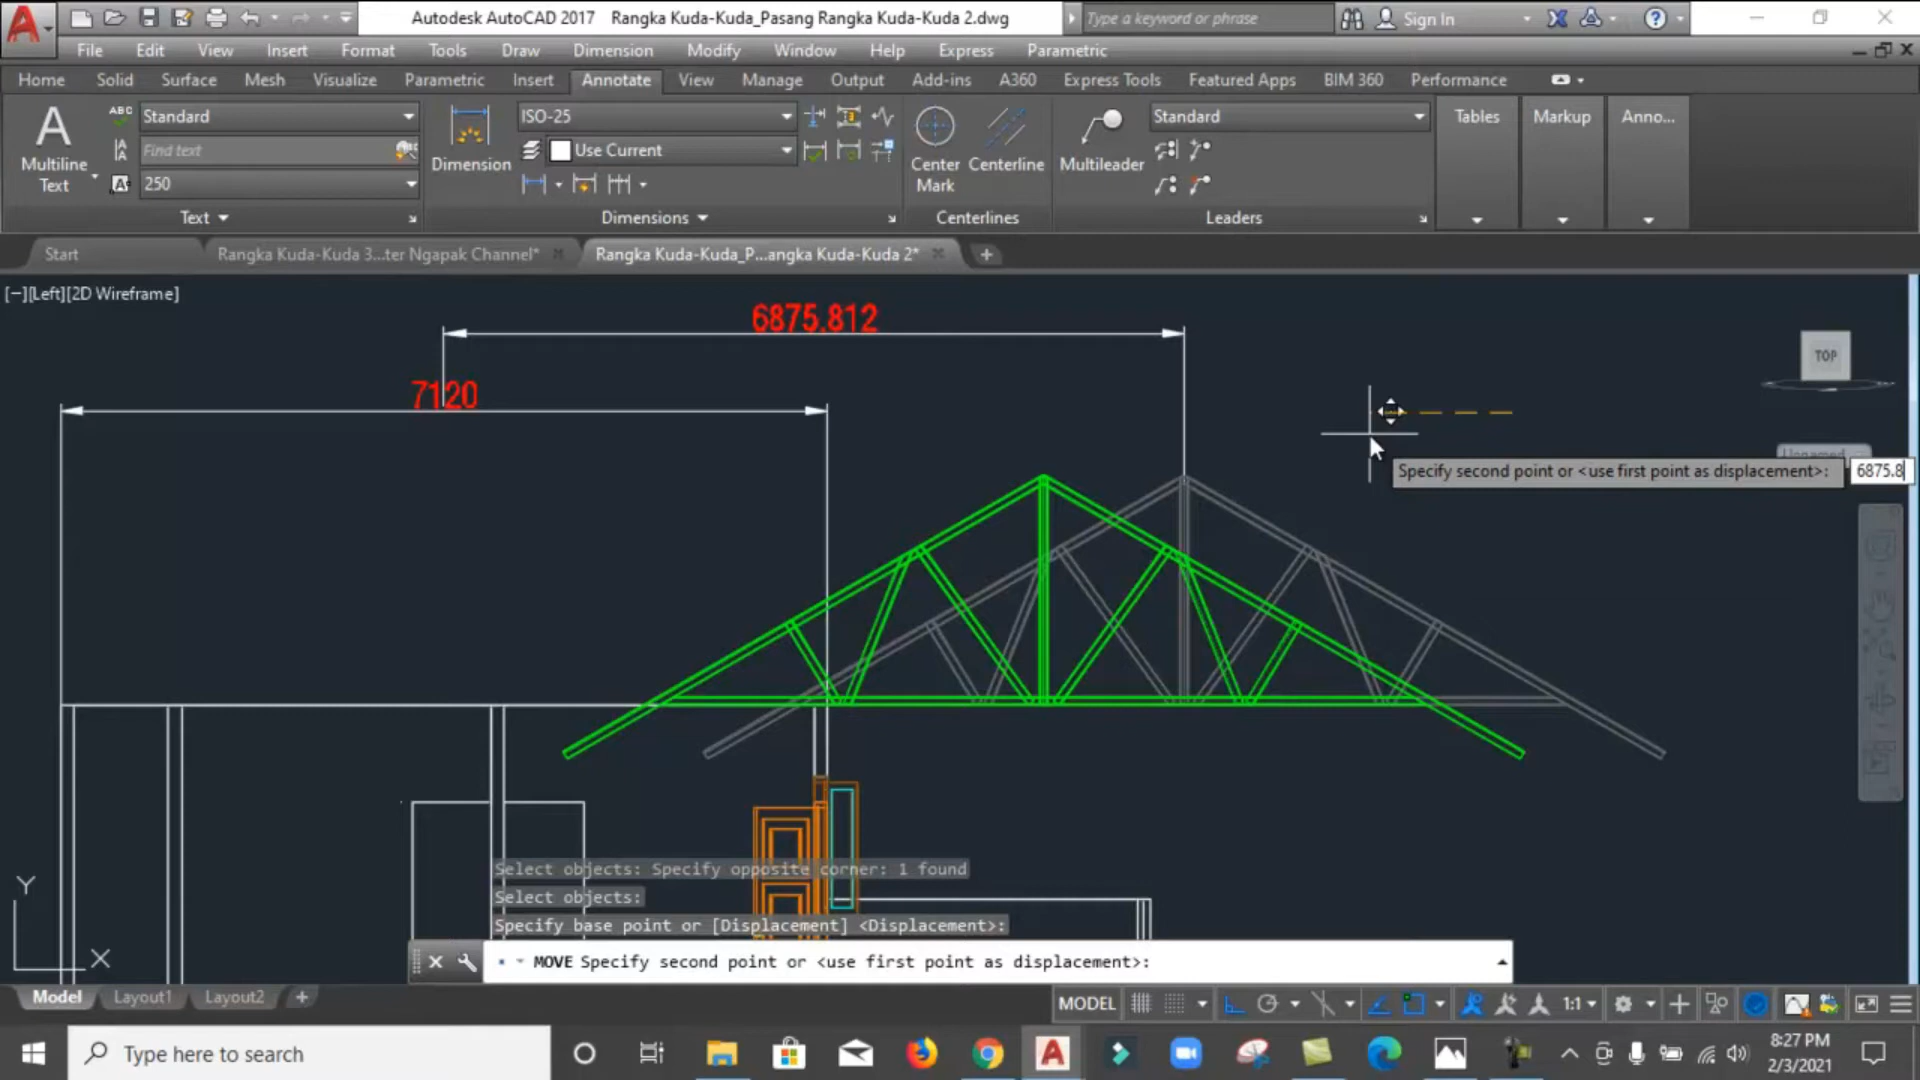 Autodesk AutoCAD 2017 Rangka Kuda-Kuda_Pasang Rangka Kuda-Kuda 2.dwg
Type a keyword or phrase
Sign In
File Edit View Insert Format Tools Draw Dimension Modify Window Help Express Parametric
Home Solid Surface Mesh Visualize Parametric Insert Annotate View Manage Output Add-ins A360 Express Tools Featured Apps BIM 360 Performance
A
Multiline
Text
ABC
Standard
Find text
250
Text
Dimension
ISO-25
Use Current
Dimensions
Center
Mark
Centerline
Centerlines
Multileader
Standard
Leaders
Tables
Markup
Anno...
Start
Rangka Kuda-Kuda 3...ter Ngapak Channel*
Rangka Kuda-Kuda_P...angka Kuda-Kuda 2*
[−][Left][2D Wireframe]
6875.812
7120
TOP
Unnamed
Specify second point or <use first point as displacement>:
6875.8
Select objects: Specify opposite corner: 1 found
Select objects:
Specify base point or [Displacement] <Displacement>:
MOVE Specify second point or <use first point as displacement>:
Y
X
Model Layout1 Layout2
MODEL
1:1
Type here to search
8:27 PM
2/3/2021